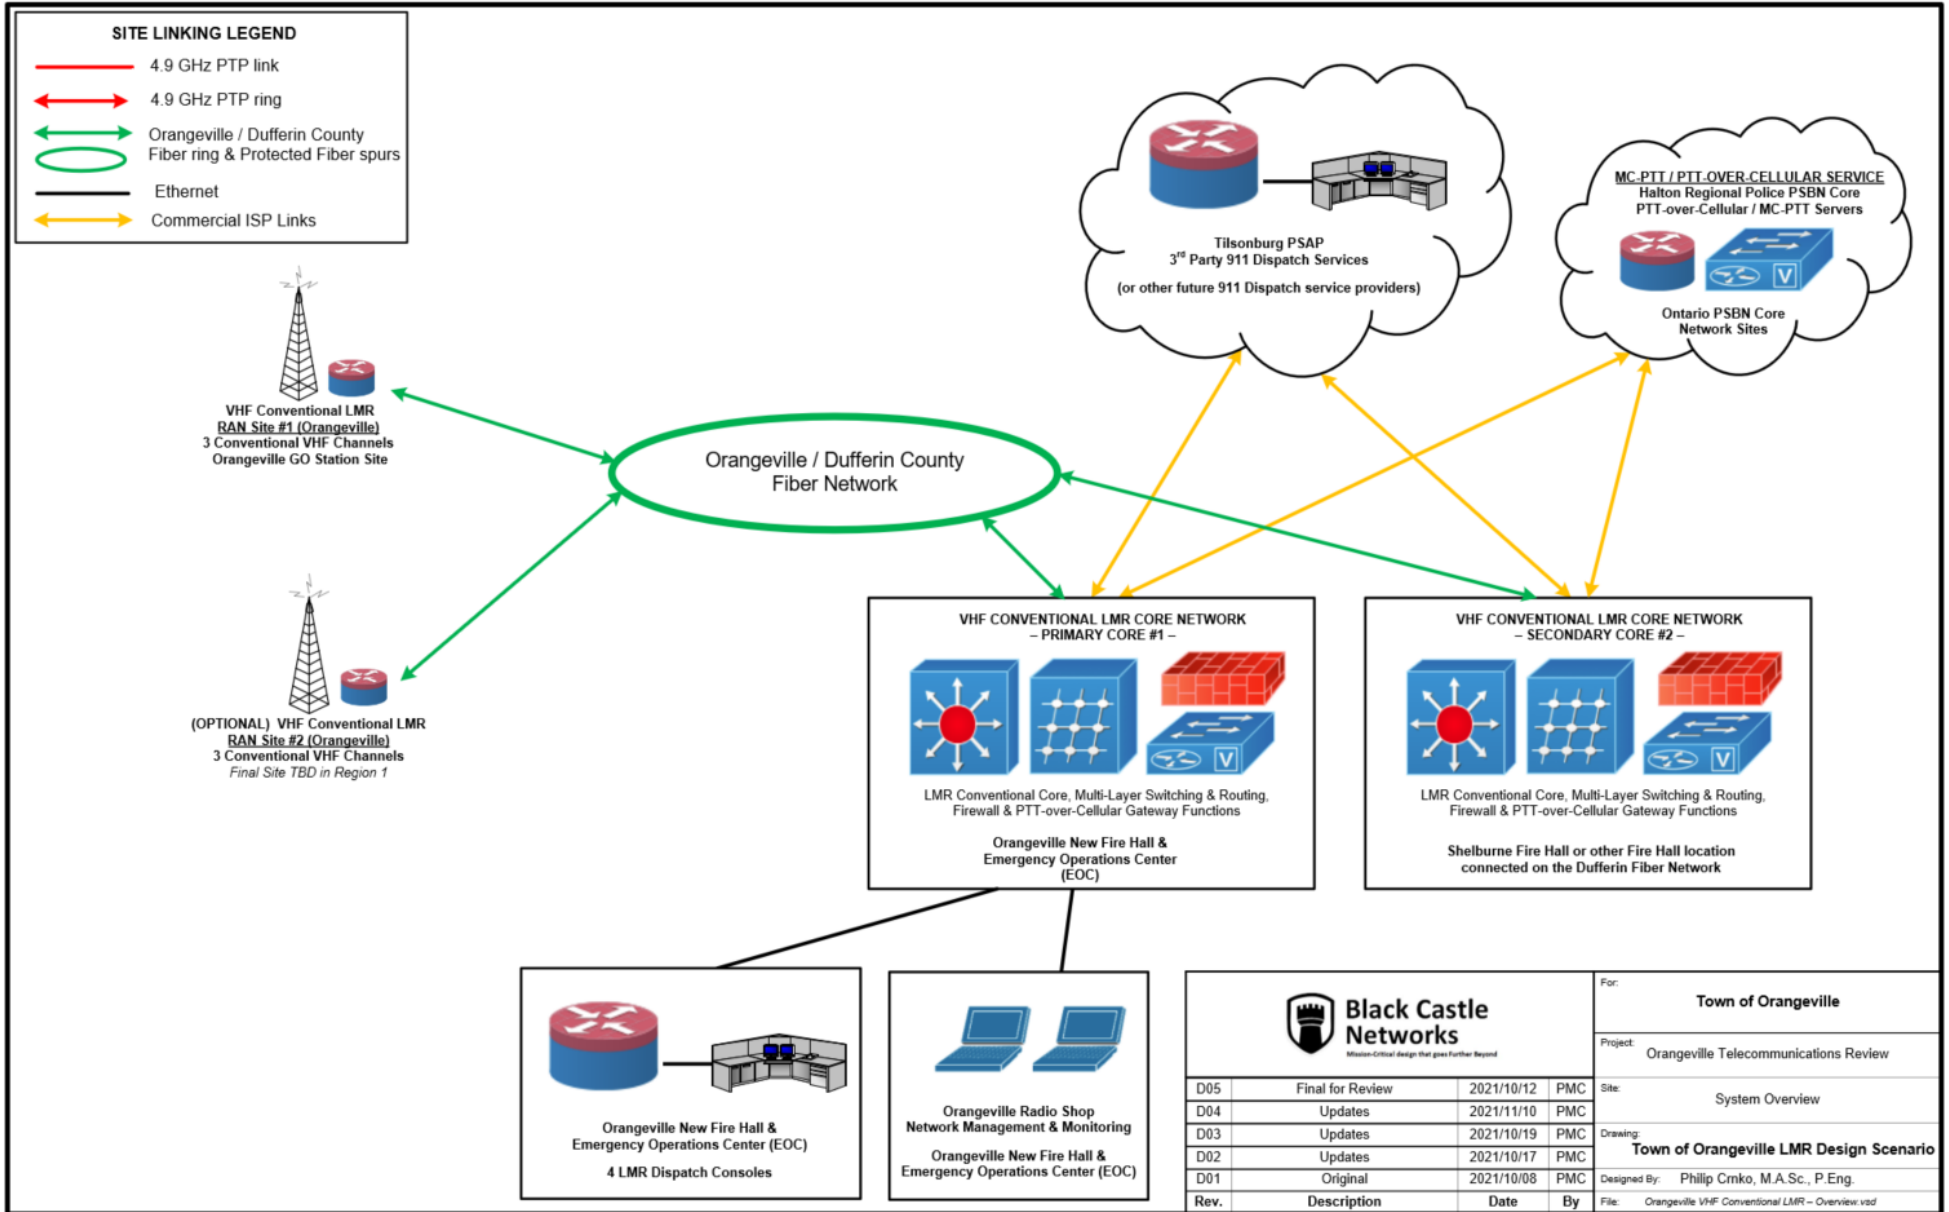 SITE LINKING LEGEND
4.9 GHz PTP link
4.9 GHz PTP ring
Orangeville / Dufferin County
Fiber ring & Protected Fiber spurs
Ethernet
Commercial ISP Links
Tilsonburg PSAP
3rd Party 911 Dispatch Services
(or other future 911 Dispatch service providers)
MC-PTT / PTT-OVER-CELLULAR SERVICE
Halton Regional Police PSBN Core
PTT-over-Cellular / MC-PTT Servers
V
Ontario PSBN Core
Network Sites
VHF Conventional LMR
RAN Site #1 (Orangeville)
3 Conventional VHF Channels
Orangeville GO Station Site
Orangeville / Dufferin County
Fiber Network
(OPTIONAL) VHF Conventional LMR
RAN Site #2 (Orangeville)
3 Conventional VHF Channels
Final Site TBD in Region 1
VHF CONVENTIONAL LMR CORE NETWORK
– PRIMARY CORE #1 –
V
LMR Conventional Core, Multi-Layer Switching & Routing,
Firewall & PTT-over-Cellular Gateway Functions
Orangeville New Fire Hall &
Emergency Operations Center
(EOC)
VHF CONVENTIONAL LMR CORE NETWORK
– SECONDARY CORE #2 –
V
LMR Conventional Core, Multi-Layer Switching & Routing,
Firewall & PTT-over-Cellular Gateway Functions
Shelburne Fire Hall or other Fire Hall location
connected on the Dufferin Fiber Network
Orangeville New Fire Hall &
Emergency Operations Center (EOC)
4 LMR Dispatch Consoles
Orangeville Radio Shop
Network Management & Monitoring
Orangeville New Fire Hall &
Emergency Operations Center (EOC)
Black Castle
Networks
Mission-Critical design that goes Further Beyond
D05 Final for Review 2021/10/12 PMC
D04 Updates 2021/11/10 PMC
D03 Updates 2021/10/19 PMC
D02 Updates 2021/10/17 PMC
D01 Original 2021/10/08 PMC
Rev. Description Date By
For:
Town of Orangeville
Project:
Orangeville Telecommunications Review
Site:
System Overview
Drawing:
Town of Orangeville LMR Design Scenario
Designed By: Philip Crnko, M.A.Sc., P.Eng.
File: Orangeville VHF Conventional LMR – Overview.vsd